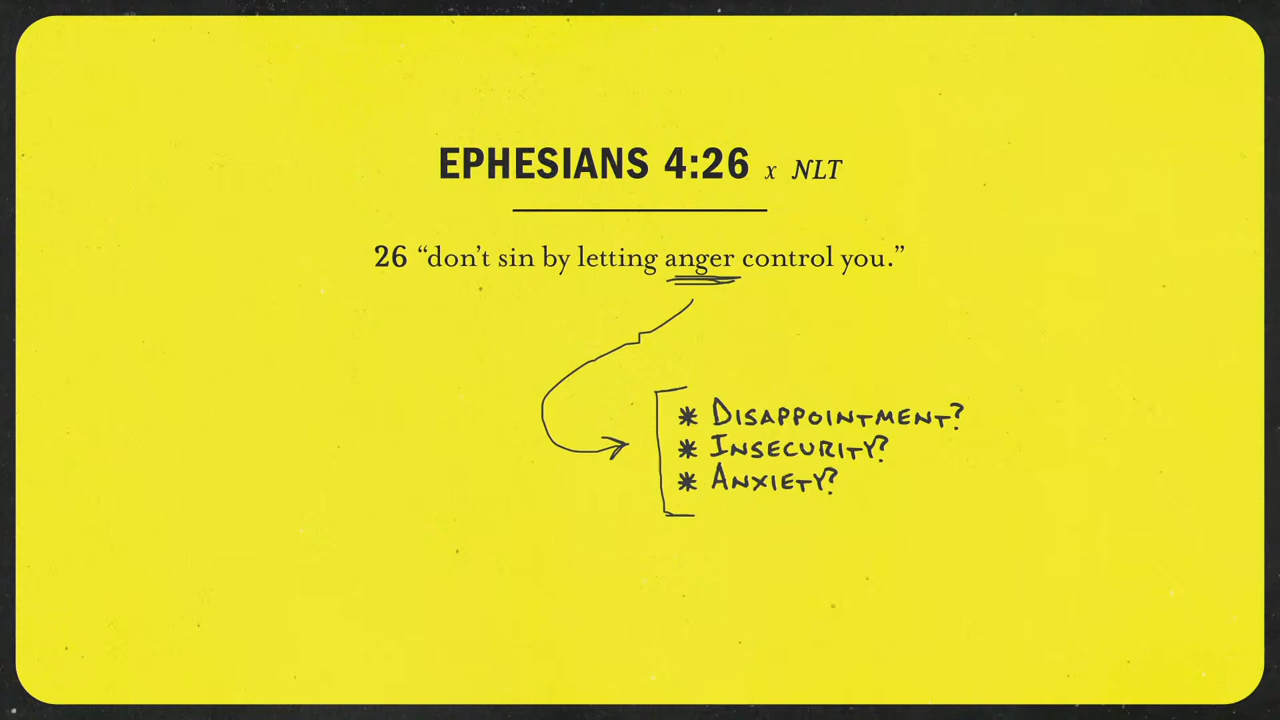 EPHESIANS 4:26 x NLT
26 “don’t sin by letting anger control you.”
* DISAPPOINTMENT?
* INSECURITY?
* ANXIETY?